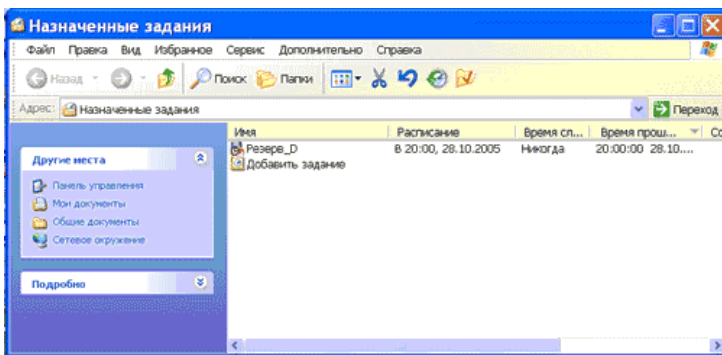 Назначенные задания
Файл Правка Вид Избранное Сервис Дополнительно Справка
Назад Поиск Папки
Адрес: Назначенные задания Переход
Имя Расписание Время сл... Время прош... Со
Резерв_D В 20:00, 28.10.2005 Никогда 20:00:00 28.10....
Добавить задание
Другие места
Панель управления
Мои документы
Общие документы
Сетевое окружение
Подробно